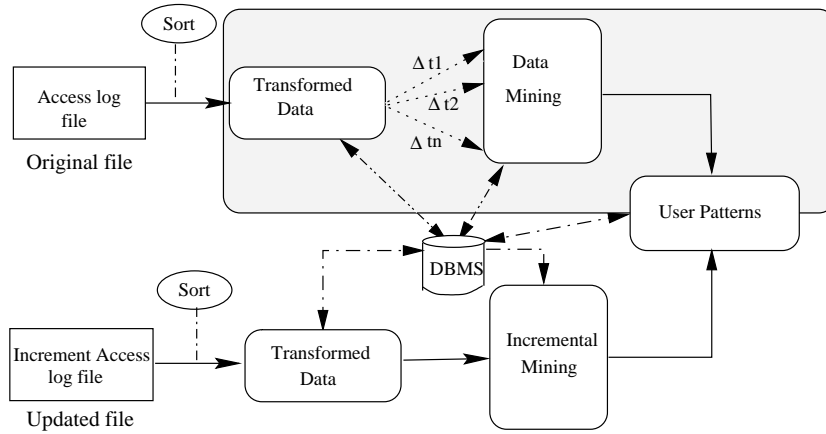 Sort
Access log
file
Original file
Transformed
Data
Δ t1
Δ t2
Δ tn
Data
Mining
User Patterns
DBMS
Sort
Increment Access
log file
Updated file
Transformed
Data
Incremental
Mining